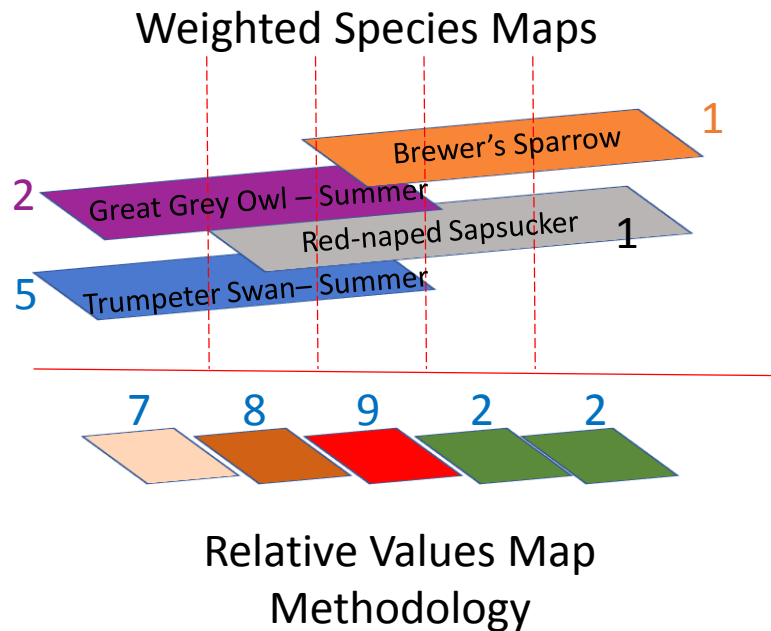 Weighted Species Maps
Brewer's Sparrow
1
2
Great Grey Owl – Summer
Red-naped Sapsucker
1
5
Trumpeter Swan– Summer
7
8
9
2
2
Relative Values Map
Methodology